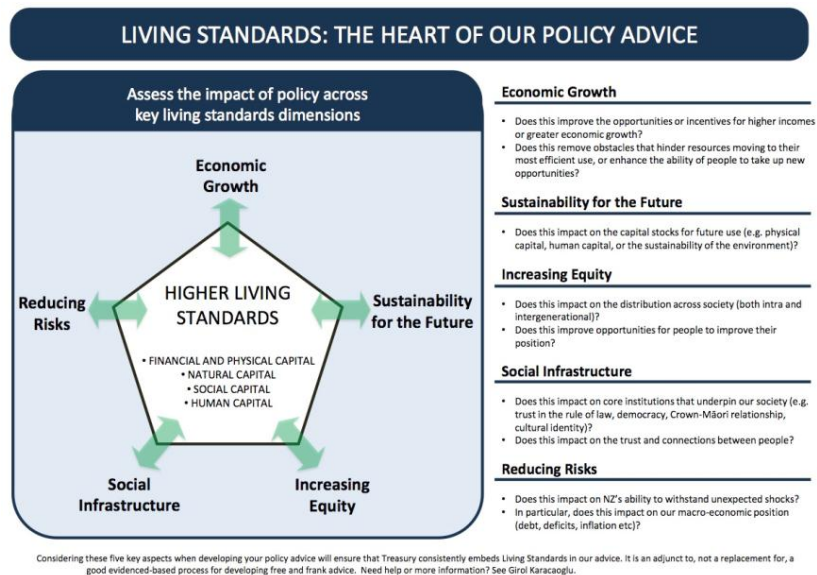 LIVING STANDARDS: THE HEART OF OUR POLICY ADVICE
Assess the impact of policy across
key living standards dimensions
Economic
Growth
Reducing
Risks
HIGHER LIVING
STANDARDS
Sustainability
for the Future
• FINANCIAL AND PHYSICAL CAPITAL
• NATURAL CAPITAL
• SOCIAL CAPITAL
• HUMAN CAPITAL
Social
Infrastructure
Increasing
Equity
Economic Growth
• Does this improve the opportunities or incentives for higher incomes
or greater economic growth?
• Does this remove obstacles that hinder resources moving to their
most efficient use, or enhance the ability of people to take up new
opportunities?
Sustainability for the Future
• Does this impact on the capital stocks for future use (e.g. physical
capital, human capital, or the sustainability of the environment)?
Increasing Equity
• Does this impact on the distribution across society (both intra and
intergenerational)?
• Does this improve opportunities for people to improve their
position?
Social Infrastructure
• Does this impact on core institutions that underpin our society (e.g.
trust in the rule of law, democracy, Crown-Māori relationship,
cultural identity)?
• Does this impact on the trust and connections between people?
Reducing Risks
• Does this impact on NZ's ability to withstand unexpected shocks?
• In particular, does this impact on our macro-economic position
(debt, deficits, inflation etc)?
Considering these five key aspects when developing your policy advice will ensure that Treasury consistently embeds Living Standards in our advice. It is an adjunct to, not a replacement for, a
good evidenced-based process for developing free and frank advice. Need help or more information? See Girol Karacaoglu.